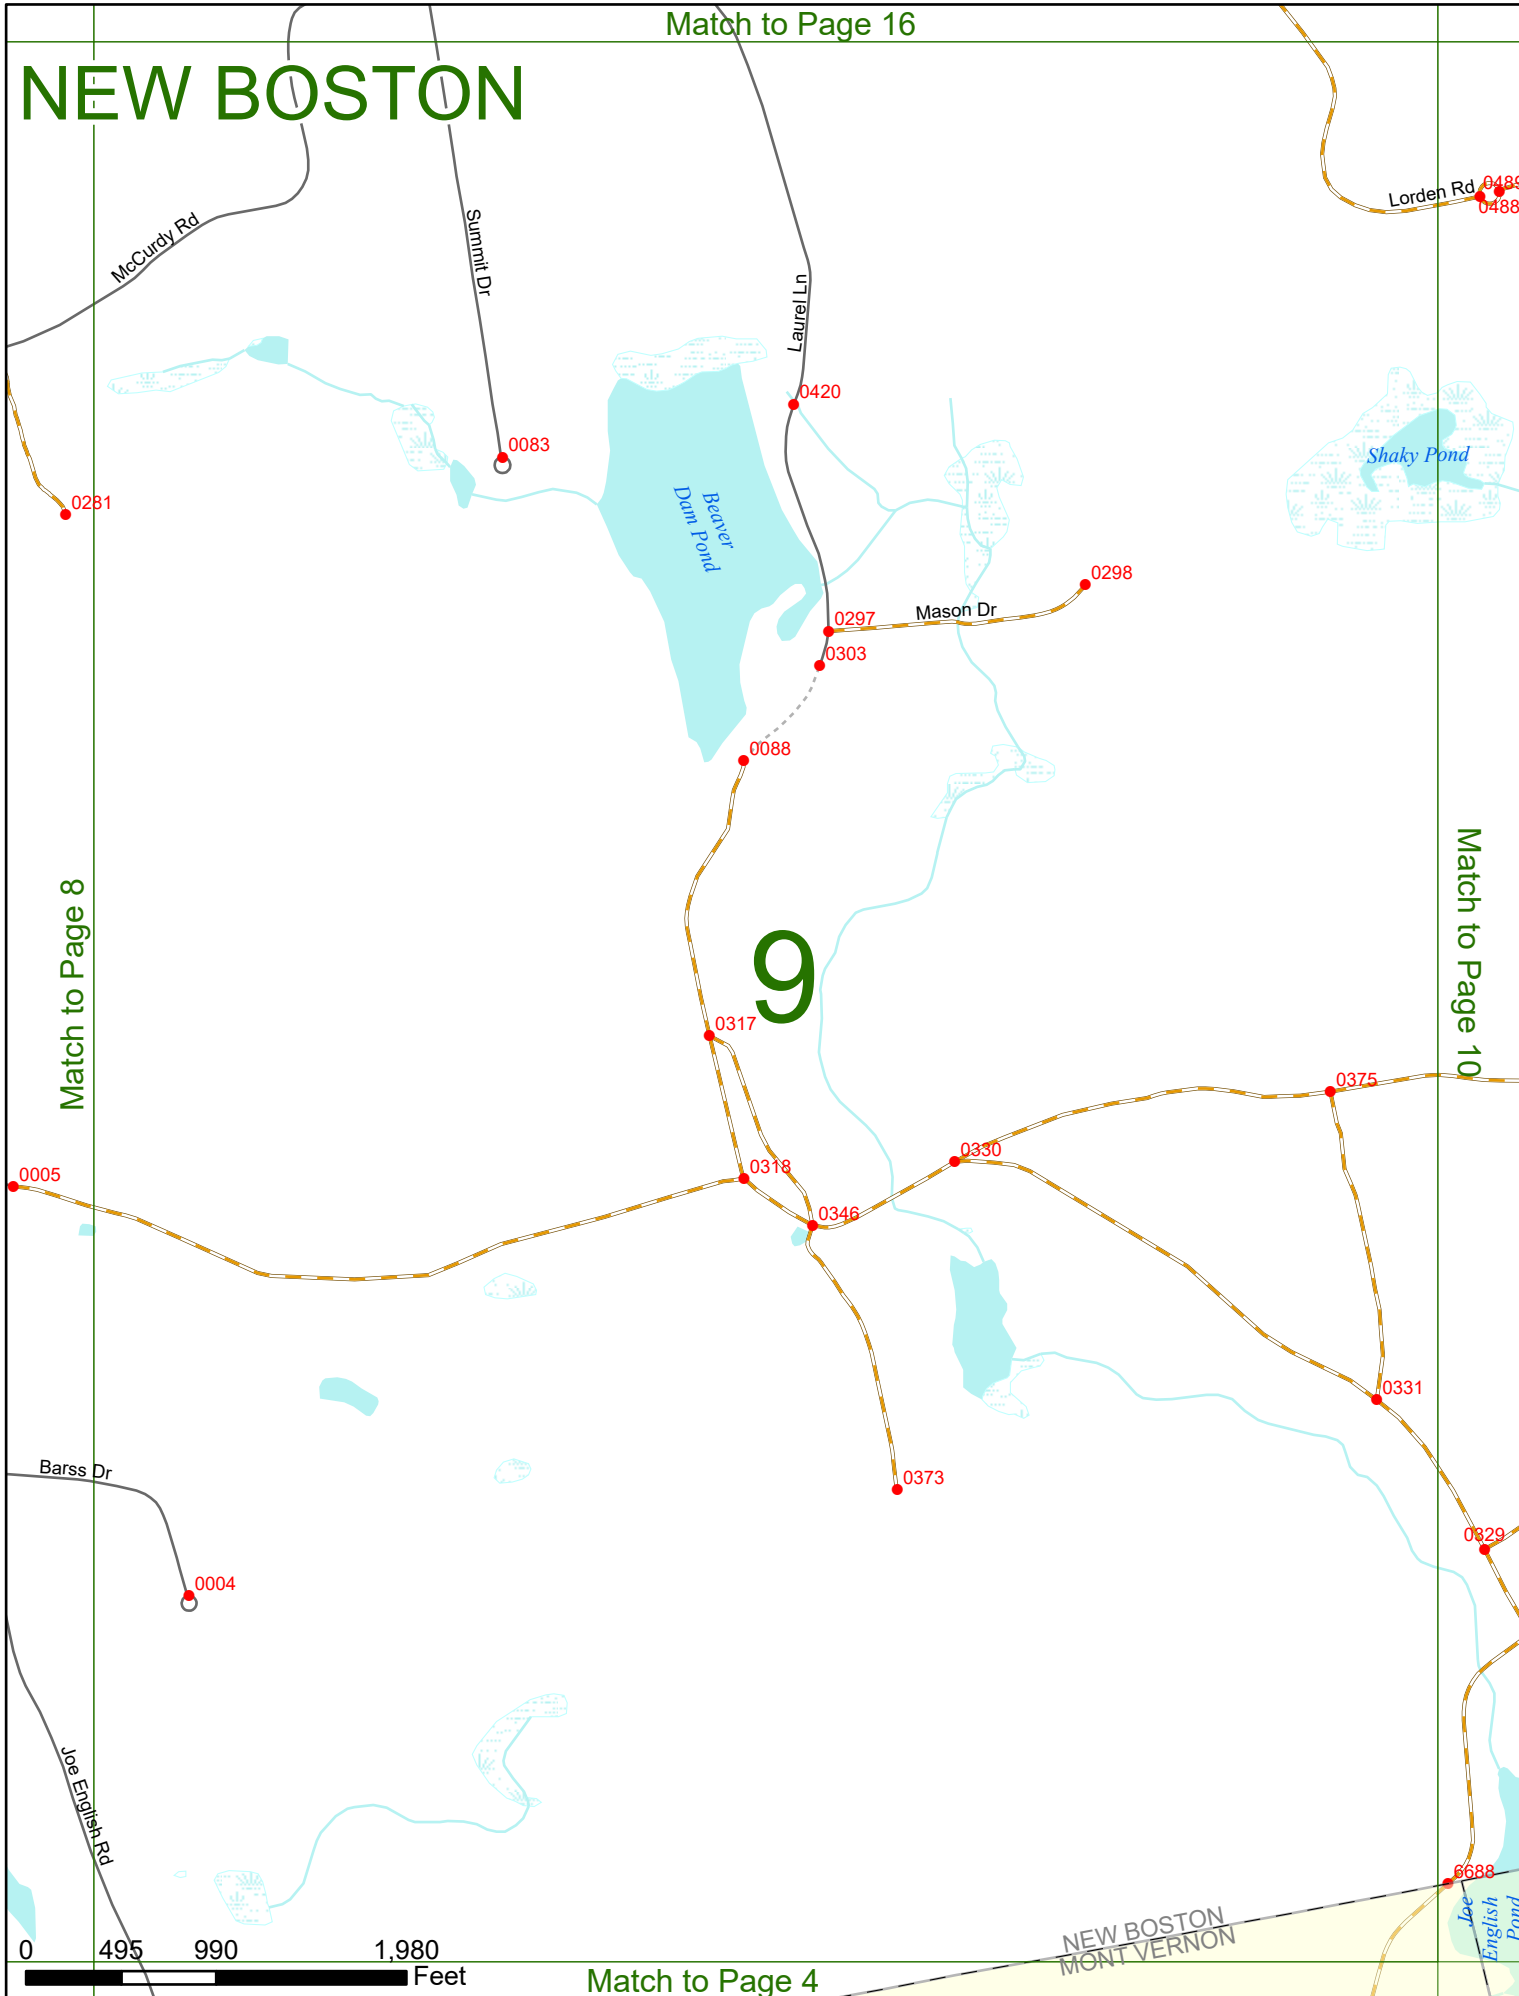 Match to Page 16
NEW BOSTON
McCurdy Rd
Summit Dr
Laurel Ln
Lorden Rd
0489
0488
0420
0083
0281
Shaky Pond
Beaver
Dam Pond
0298
Mason Dr
0297
0303
0088
Match to Page 8
9
Match to Page 10
0317
0375
0330
0318
0005
0346
0331
0373
Barss Dr
0329
0004
Joe English Rd
6688
Joe
English
Pond
NEW BOSTON
MONT VERNON
0 495 990 1,980
Feet
Match to Page 4